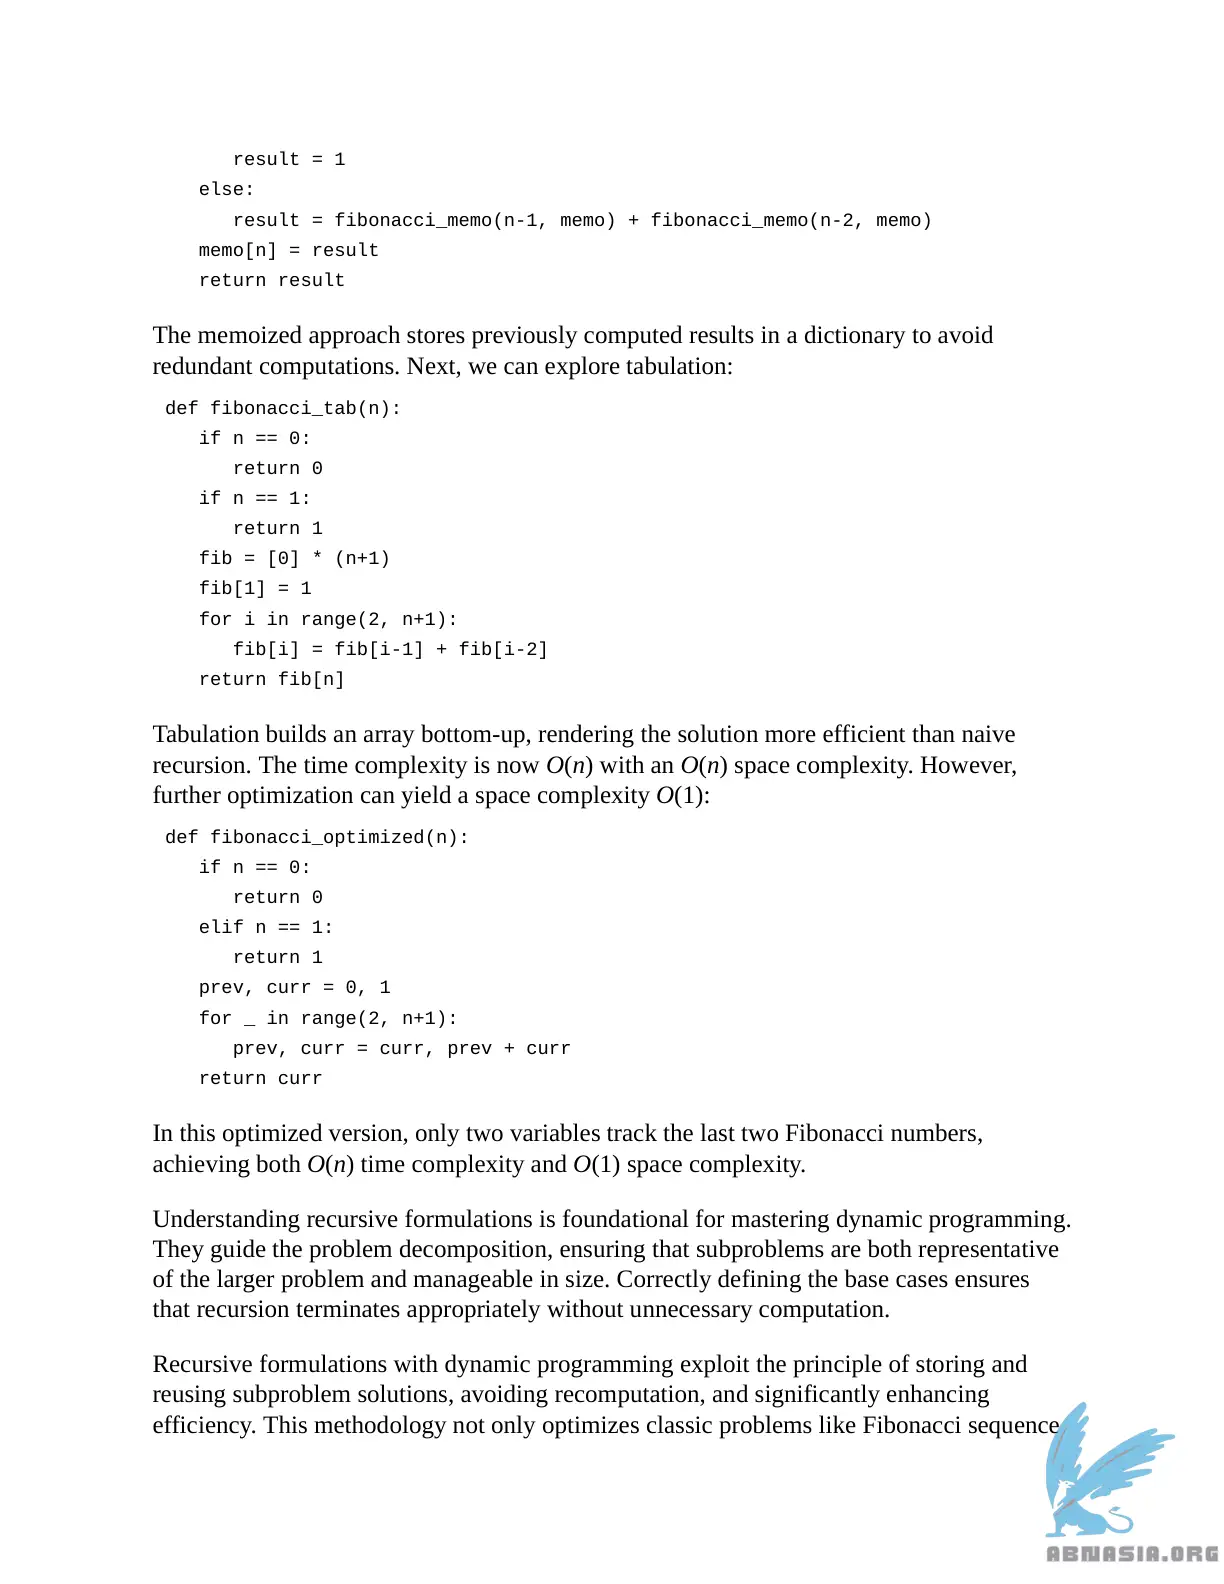 result = 1
else:
result = fibonacci_memo(n-1, memo) + fibonacci_memo(n-2, memo)
memo[n] = result
return result
The memoized approach stores previously computed results in a dictionary to avoid
redundant computations. Next, we can explore tabulation:
def fibonacci_tab(n):
if n == 0:
return 0
if n == 1:
return 1
fib = [0] * (n+1)
fib[1] = 1
for i in range(2, n+1):
fib[i] = fib[i-1] + fib[i-2]
return fib[n]
Tabulation builds an array bottom-up, rendering the solution more efficient than naive
recursion. The time complexity is now O(n) with an O(n) space complexity. However,
further optimization can yield a space complexity O(1):
def fibonacci_optimized(n):
if n == 0:
return 0
elif n == 1:
return 1
prev, curr = 0, 1
for _ in range(2, n+1):
prev, curr = curr, prev + curr
return curr
In this optimized version, only two variables track the last two Fibonacci numbers,
achieving both O(n) time complexity and O(1) space complexity.
Understanding recursive formulations is foundational for mastering dynamic programming.
They guide the problem decomposition, ensuring that subproblems are both representative
of the larger problem and manageable in size. Correctly defining the base cases ensures
that recursion terminates appropriately without unnecessary computation.
Recursive formulations with dynamic programming exploit the principle of storing and
reusing subproblem solutions, avoiding recomputation, and significantly enhancing
efficiency. This methodology not only optimizes classic problems like Fibonacci sequence
ABNASIA.ORG